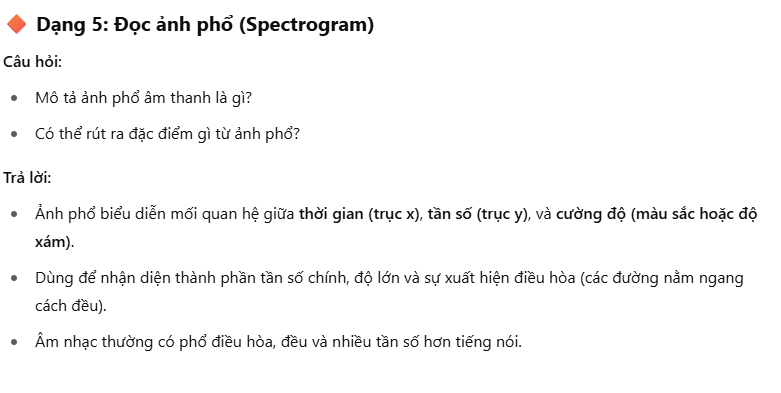 Dạng 5: Đọc ảnh phổ (Spectrogram)
Câu hỏi:
• Mô tả ảnh phổ âm thanh là gì?
• Có thể rút ra đặc điểm gì từ ảnh phổ?
Trả lời:
• Ảnh phổ biểu diễn mối quan hệ giữa thời gian (trục x), tần số (trục y), và cường độ (màu sắc hoặc độ
xám).
• Dùng để nhận diện thành phần tần số chính, độ lớn và sự xuất hiện điều hòa (các đường nằm ngang
cách đều).
• Âm nhạc thường có phổ điều hòa, đều và nhiều tần số hơn tiếng nói.